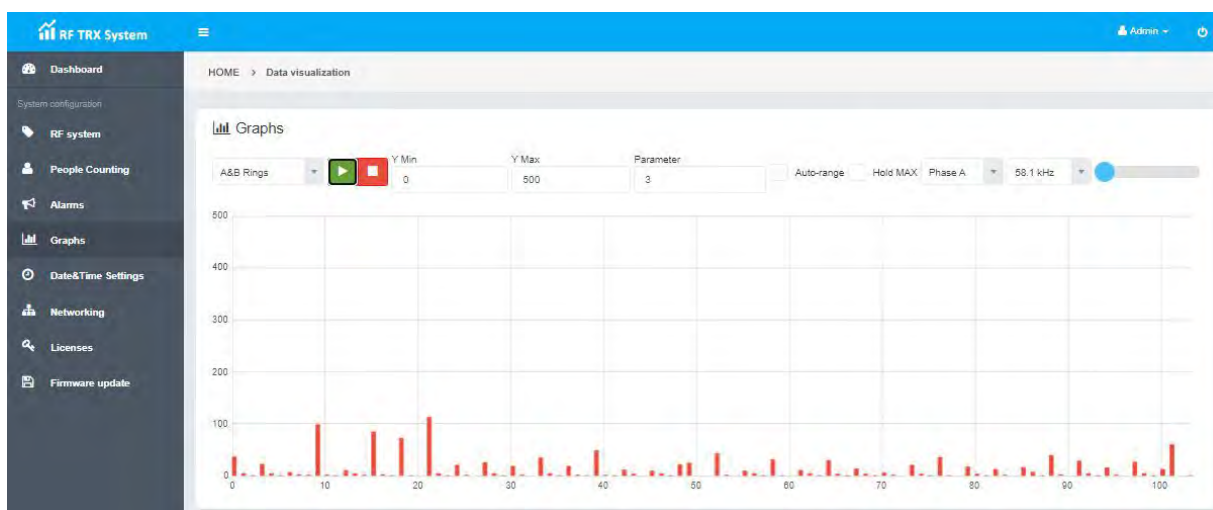 RF TRX System
Admin
Dashboard
HOME > Data visualization
System configuration
RF system
People Counting
Alarms
Graphs
Date&Time Settings
Networking
Licenses
Firmware update
Graphs
Y Min
Y Max
Parameter
A&B Rings
0
500
3
Auto-range
Hold MAX
Phase A
58.1 kHz
500
400
300
200
100
0
0 10 20 30 40 50 60 70 80 90 100